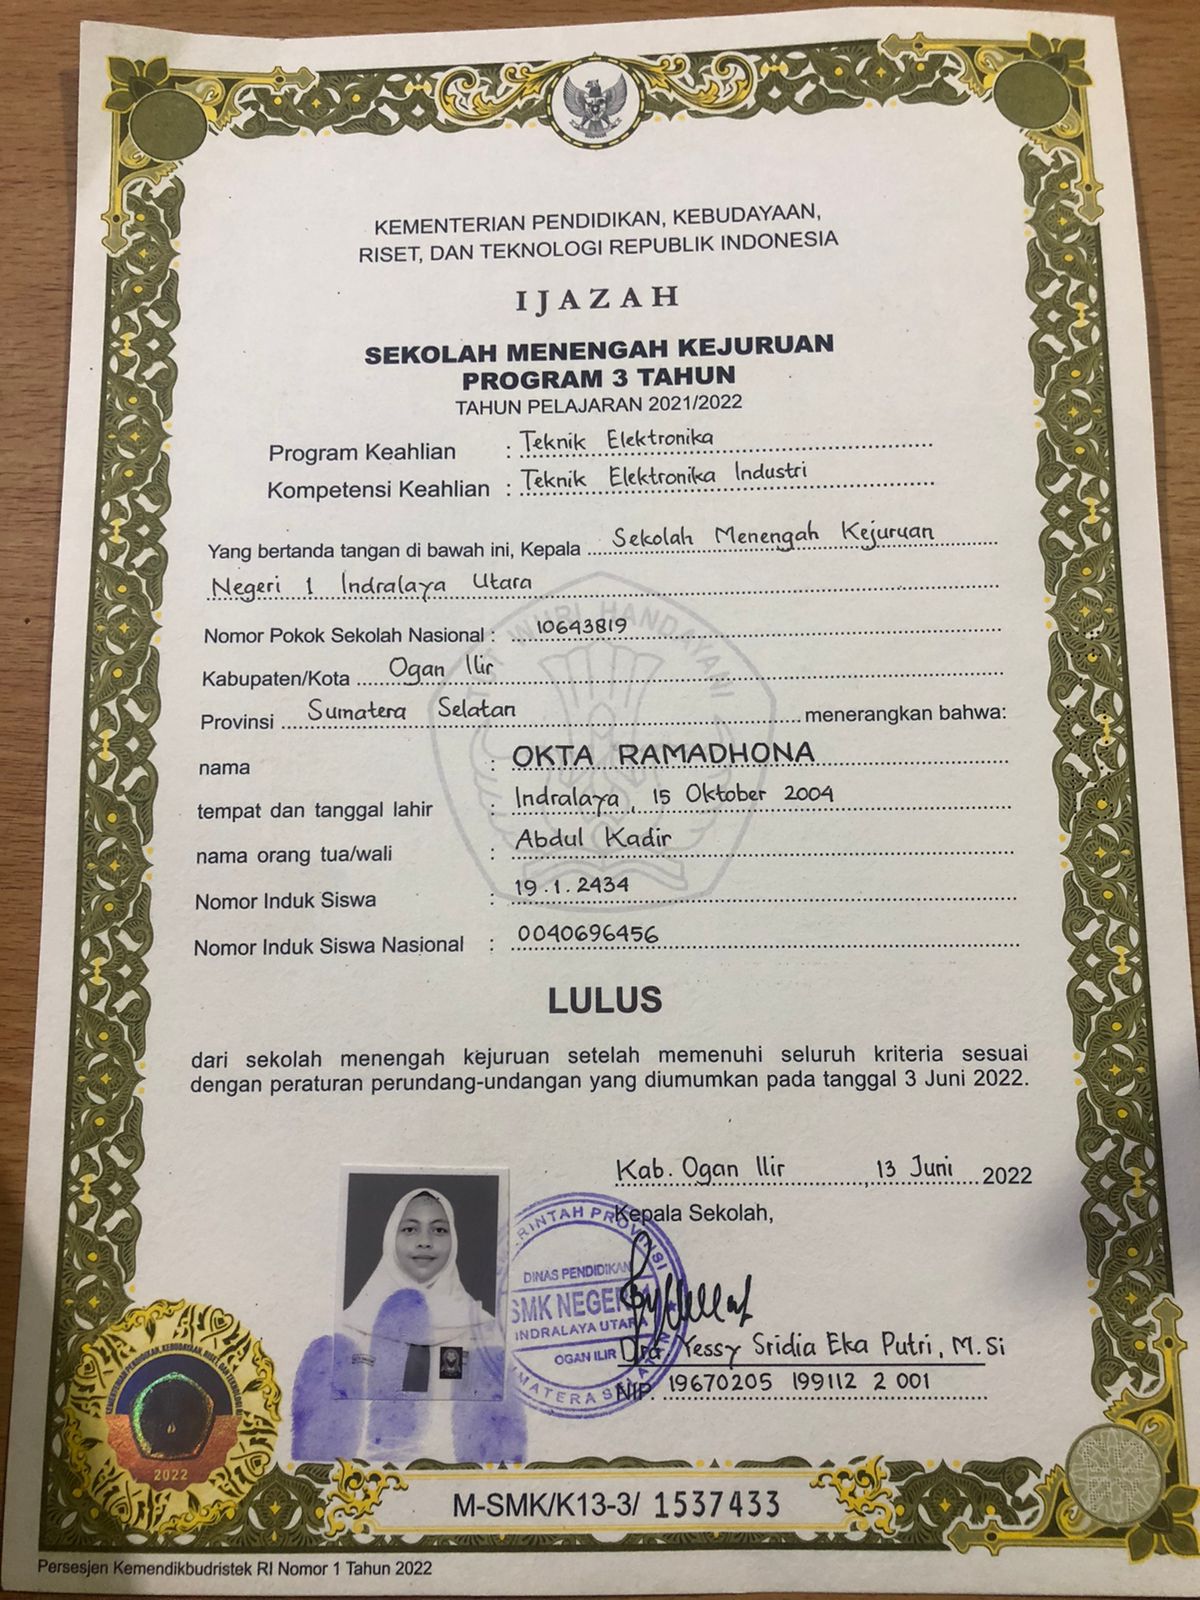 KEMENTERIAN PENDIDIKAN, KEBUDAYAAN,
RISET, DAN TEKNOLOGI REPUBLIK INDONESIA
IJAZAH
SEKOLAH MENENGAH KEJURUAN
PROGRAM 3 TAHUN
TAHUN PELAJARAN 2021/2022
Program Keahlian : Teknik Elektronika
Kompetensi Keahlian : Teknik Elektronika Industri
Yang bertanda tangan di bawah ini, Kepala Sekolah Menengah Kejuruan
Negeri 1 Indralaya Utara
Nomor Pokok Sekolah Nasional : 10643819
Kabupaten/Kota Ogan Ilir
Provinsi Sumatera Selatan menerangkan bahwa:
nama : OKTA RAMADHONA
tempat dan tanggal lahir : Indralaya, 15 Oktober 2004
nama orang tua/wali : Abdul Kadir
Nomor Induk Siswa : 19.1.2434
Nomor Induk Siswa Nasional : 0040696456
LULUS
dari sekolah menengah kejuruan setelah memenuhi seluruh kriteria sesuai
dengan peraturan perundang-undangan yang diumumkan pada tanggal 3 Juni 2022.
Kab. Ogan Ilir, 13 Juni 2022
Kepala Sekolah,
DINAS PENDIDIKAN
SMK NEGERI
INDRALAYA UTARA
OGAN ILIR
Dra. Yessy Sridia Eka Putri, M.Si
NIP. 19670205 199112 2 001
2022
M-SMK/K13-3/ 1537433
Persesjen Kemendikbudristek RI Nomor 1 Tahun 2022